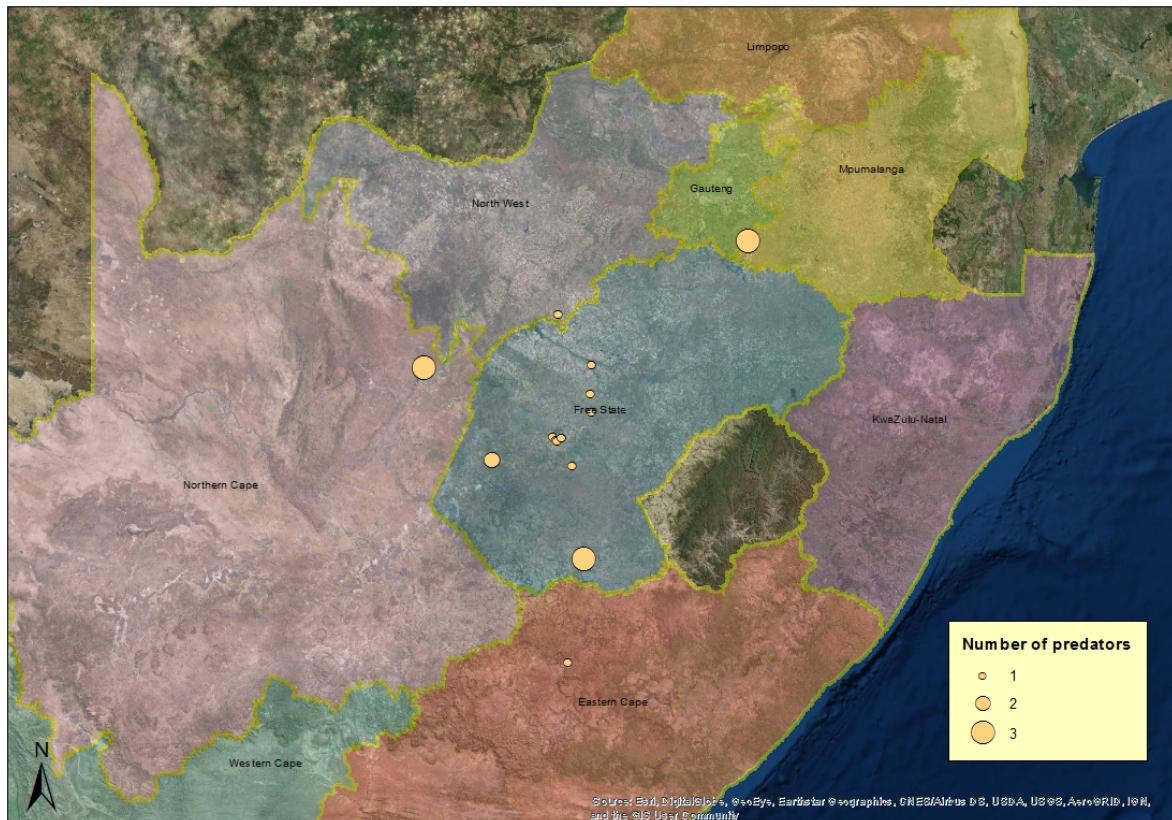 Limpopo
Mpumalanga
Gauteng
North West
Free State
KwaZulu-Natal
Northern Cape
Number of predators
1
2
3
Eastern Cape
Western Cape
N
Source: Esri, DigitalGlobe, GeoEye, Earthstar Geographics, CNES/Airbus DS, USDA, USGS, AeroGRID, IGN,
and the GIS User Community